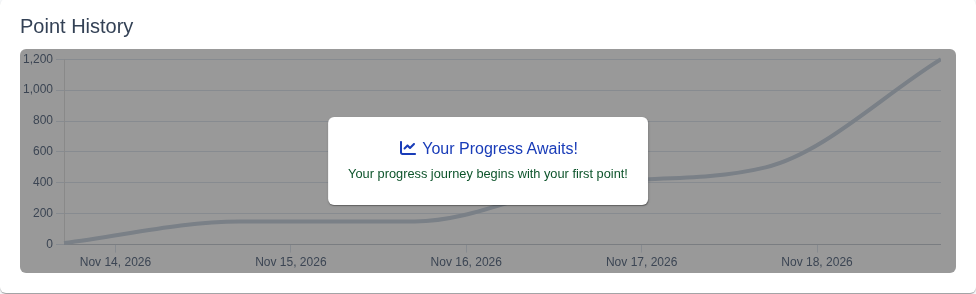 Point History
1,200
1,000
800
600
400
200
0
Your Progress Awaits!
Your progress journey begins with your first point!
Nov 14, 2026 Nov 15, 2026 Nov 16, 2026 Nov 17, 2026 Nov 18, 2026